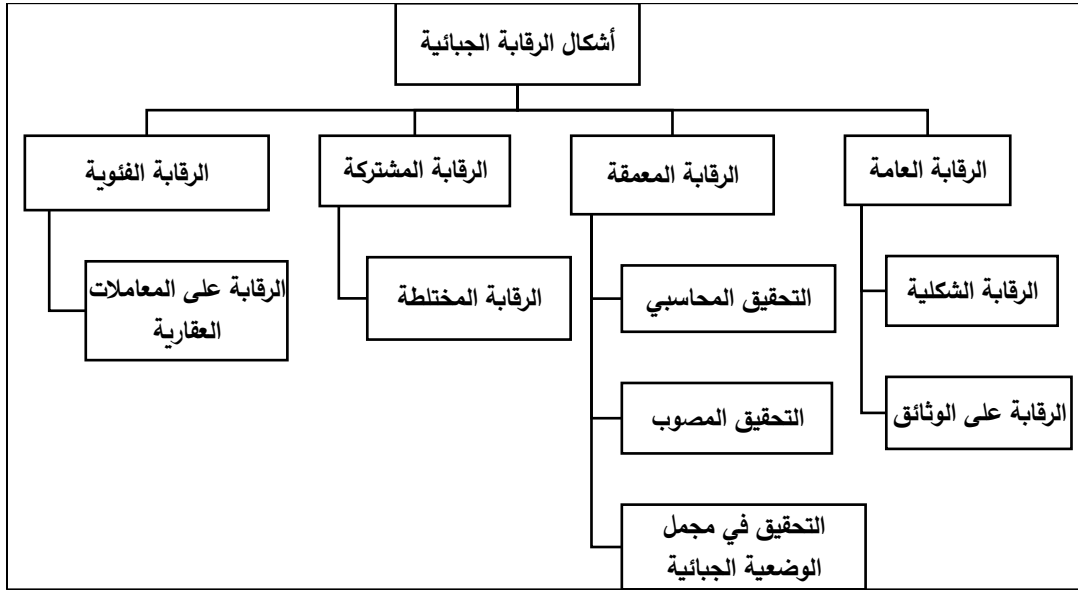 أشكال الرقابة الجبائية
الرقابة العامة
الرقابة المعمقة
الرقابة المشتركة
الرقابة الفئوية
الرقابة الشكلية
الرقابة على الوثائق
التحقيق المحاسبي
التحقيق المصوب
التحقيق في مجمل
الوضعية الجبائية
الرقابة المختلطة
الرقابة على المعاملات
العقارية